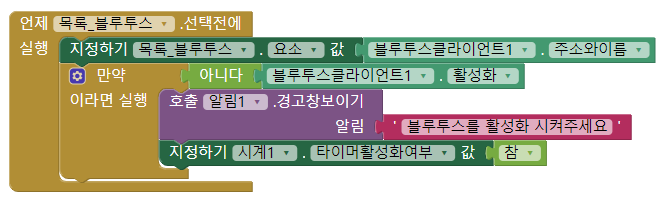 언제 목록_블루투스 .선택전에
실행 지정하기 목록_블루투스 . 요소 값 블루투스클라이언트1 . 주소와이름
만약 아니다 블루투스클라이언트1 . 활성화
이라면 실행 호출 알림1 .경고창보이기
알림 ' 블루투스를 활성화 시켜주세요 '
지정하기 시계1 . 타이머활성화여부 값 참